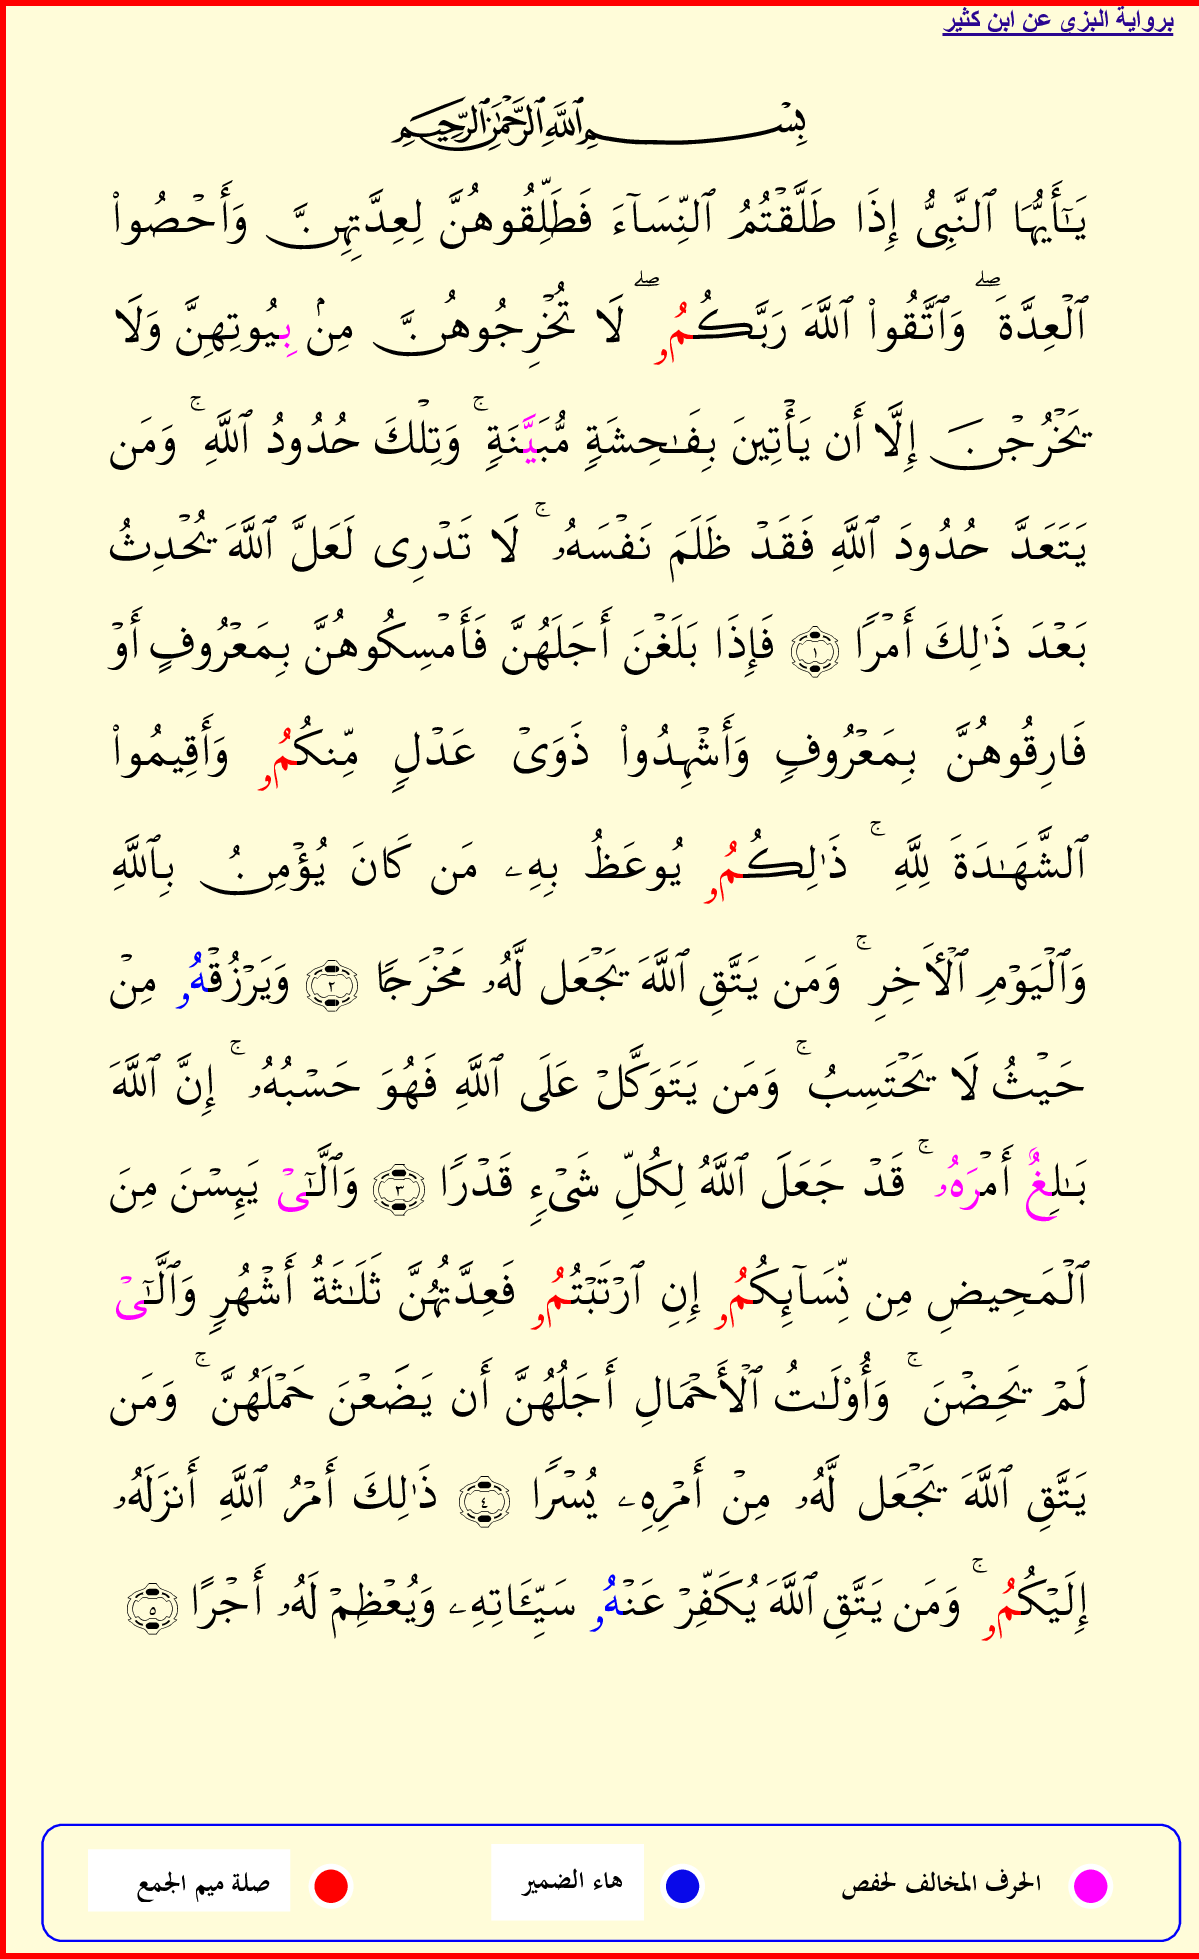 برواية البزى عن ابن كثير
بِسْمِ ٱللَّهِ ٱلرَّحْمَٰنِ ٱلرَّحِيمِ
يَـٰٓأَيُّهَا ٱلنَّبِىُّ إِذَا طَلَّقْتُمُ ٱلنِّسَآءَ فَطَلِّقُوهُنَّ لِعِدَّتِهِنَّ وَأَحْصُوا۟
ٱلْعِدَّةَ ۖ وَٱتَّقُوا۟ ٱللَّهَ رَبَّكُمُۥ ۖ لَا تُخْرِجُوهُنَّ مِنۢ بِيُوتِهِنَّ وَلَا
يَخْرُجْنَ إِلَّا أَن يَأْتِينَ بِفَـٰحِشَةٍ مُّبَيَّنَةٍ ۚ وَتِلْكَ حُدُودُ ٱللَّهِ ۚ وَمَن
يَتَعَدَّ حُدُودَ ٱللَّهِ فَقَدْ ظَلَمَ نَفْسَهُۥ ۚ لَا تَدْرِى لَعَلَّ ٱللَّهَ يُحْدِثُ
بَعْدَ ذَٰلِكَ أَمْرًا ١ فَإِذَا بَلَغْنَ أَجَلَهُنَّ فَأَمْسِكُوهُنَّ بِمَعْرُوفٍ أَوْ
فَارِقُوهُنَّ بِمَعْرُوفٍ وَأَشْهِدُوا۟ ذَوَىْ عَدْلٍ مِّنكُمُۥ وَأَقِيمُوا۟
ٱلشَّهَـٰدَةَ لِلَّهِ ۚ ذَٰلِكُمُۥ يُوعَظُ بِهِۦ مَن كَانَ يُؤْمِنُ بِٱللَّهِ
وَٱلْيَوْمِ ٱلْأَخِرِ ۚ وَمَن يَتَّقِ ٱللَّهَ يَجْعَل لَّهُۥ مَخْرَجًا ٢ وَيَرْزُقْهُۥ مِنْ
حَيْثُ لَا يَحْتَسِبُ ۚ وَمَن يَتَوَكَّلْ عَلَى ٱللَّهِ فَهُوَ حَسْبُهُۥ ۚ إِنَّ ٱللَّهَ
بَـٰلِغٌ أَمْرَهُۥ ۚ قَدْ جَعَلَ ٱللَّهُ لِكُلِّ شَىْءٍ قَدْرًا ٣ وَٱلَّـٰٓىْ يَئِسْنَ مِنَ
ٱلْمَحِيضِ مِن نِّسَآئِكُمُۥ إِنِ ٱرْتَبْتُمُۥ فَعِدَّتُهُنَّ ثَلَـٰثَةُ أَشْهُرٍ وَٱلَّـٰٓىْ
لَمْ يَحِضْنَ ۚ وَأُو۟لَـٰتُ ٱلْأَحْمَالِ أَجَلُهُنَّ أَن يَضَعْنَ حَمْلَهُنَّ ۚ وَمَن
يَتَّقِ ٱللَّهَ يَجْعَل لَّهُۥ مِنْ أَمْرِهِۦ يُسْرًا ٤ ذَٰلِكَ أَمْرُ ٱللَّهِ أَنزَلَهُۥ
إِلَيْكُمُۥ ۚ وَمَن يَتَّقِ ٱللَّهَ يُكَفِّرْ عَنْهُۥ سَيِّـَٔاتِهِۦ وَيُعْظِمْ لَهُۥ أَجْرًا ٥
الحرف المخالف لحفص هاء الضمير صلة ميم الجمع